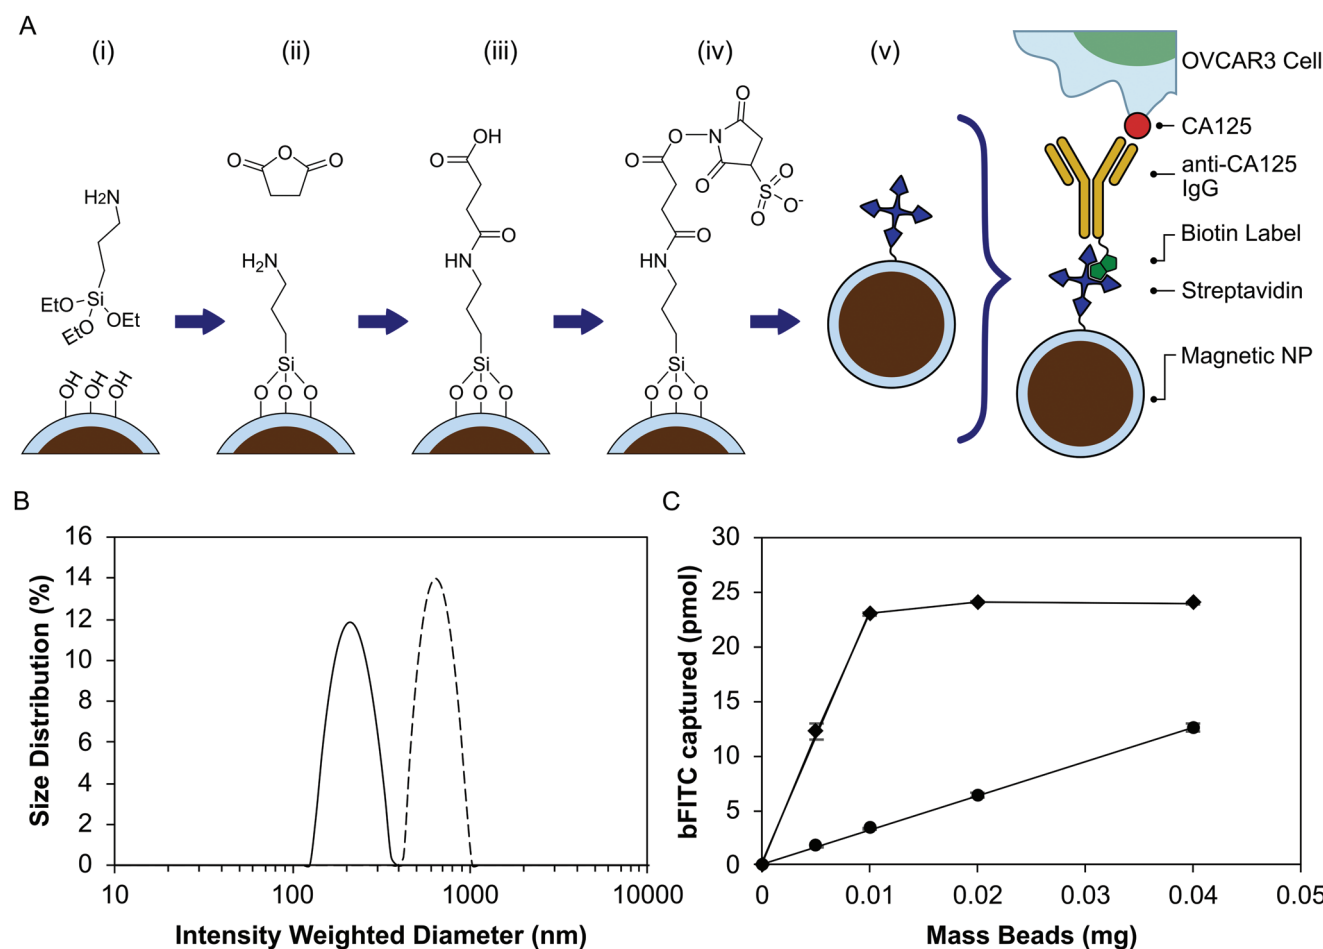 A
(i)
(ii)
(iii)
(iv)
(v)
H₂N
EtO
Si
EtO
OEt
OH
OH
OH
O
O
O
H₂N
Si
O
O
O
OH
O
O
HN
Si
O
O
O
O
O
N
O
O
S
O
O
O⁻
O
HN
Si
O
O
O
OVCAR3 Cell
CA125
anti-CA125
IgG
Biotin Label
Streptavidin
Magnetic NP
B
Size Distribution (%)
16
14
12
10
8
6
4
2
0
10
100
1000
10000
Intensity Weighted Diameter (nm)
C
bFITC captured (pmol)
30
25
20
15
10
5
0
0
0.01
0.02
0.03
0.04
0.05
Mass Beads (mg)